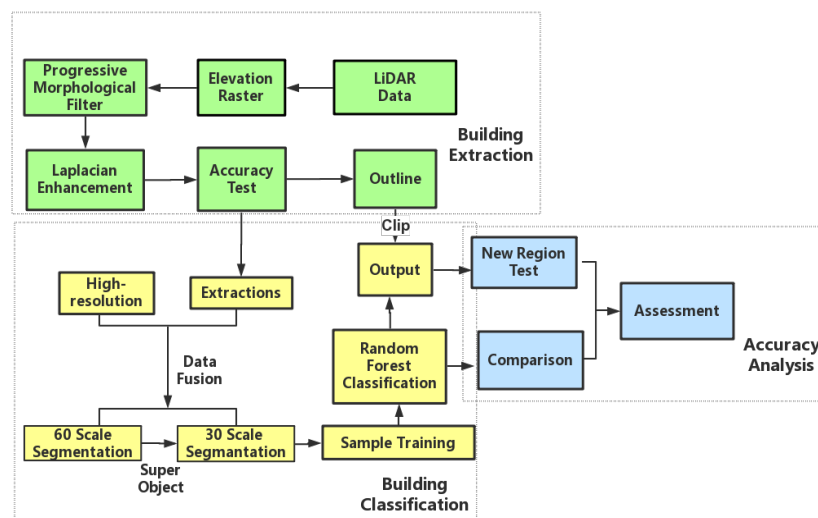 Progressive
Morphological
Filter
Elevation
Raster
LiDAR
Data
Building
Extraction
Laplacian
Enhancement
Accuracy
Test
Outline
Clip
High-
resolution
Extractions
Output
New Region
Test
Assessment
Data
Fusion
Random
Forest
Classification
Comparison
Accuracy
Analysis
60 Scale
Segmentation
30 Scale
Segmantation
Sample Training
Super
Object
Building
Classification